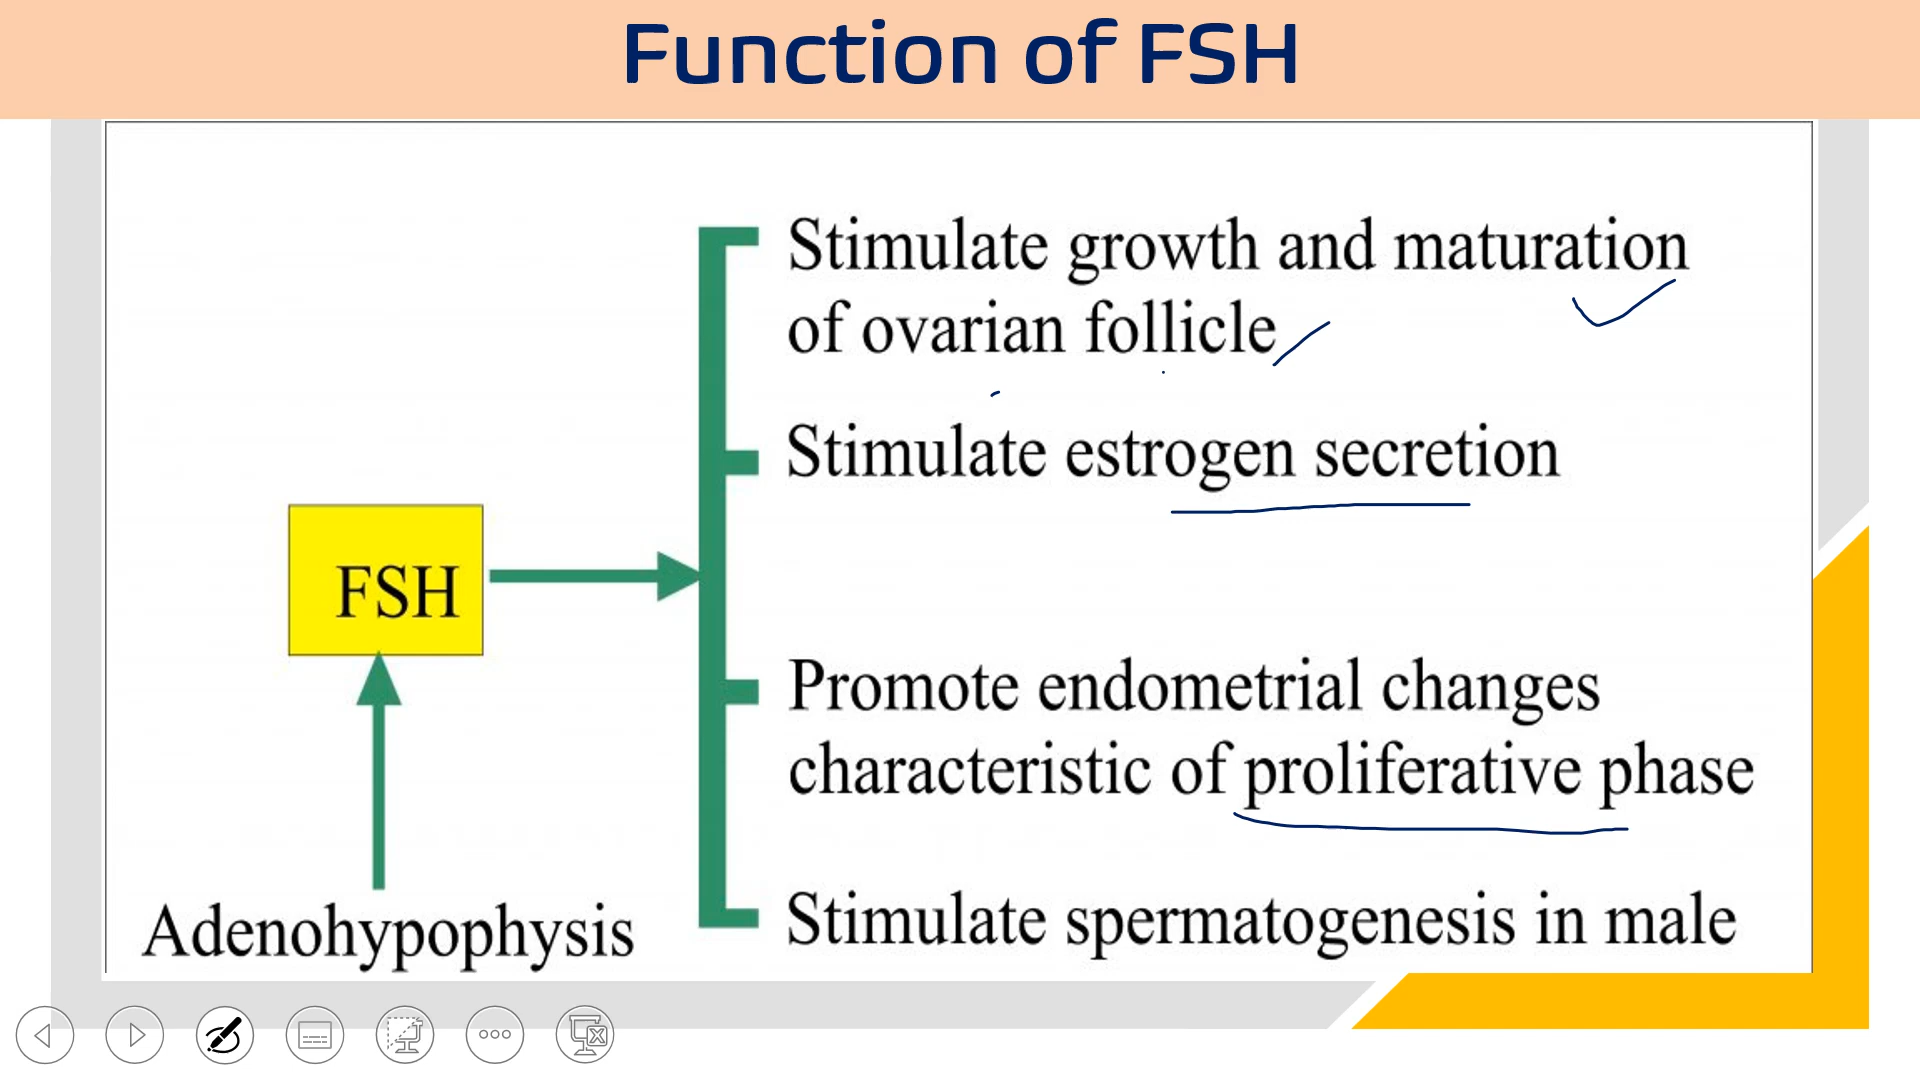 Function of FSH
Stimulate growth and maturation
of ovarian follicle
Stimulate estrogen secretion
FSH
Promote endometrial changes
characteristic of proliferative phase
Stimulate spermatogenesis in male
Adenohypophysis